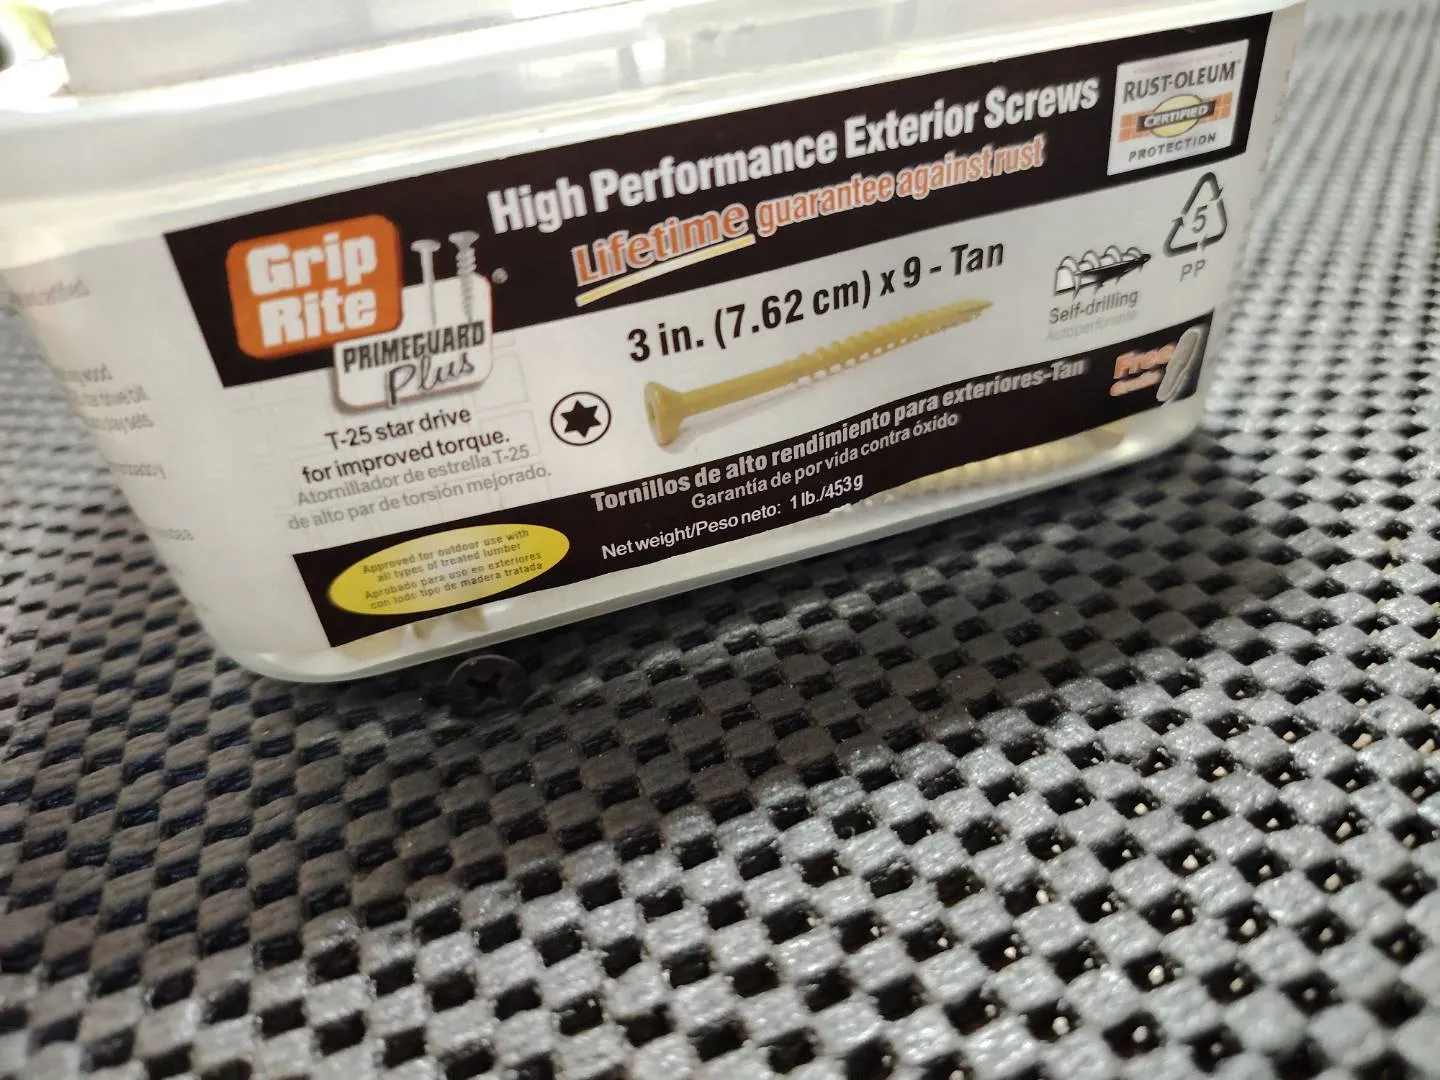 High Performance Exterior Screws
Lifetime guarantee against rust
RUST-OLEUM
CERTIFIED
PROTECTION
Grip
Rite
PRIMEGUARD
Plus
3 in. (7.62 cm) x 9 - Tan
Self-drilling
Autoperforante
5
PP
T-25 star drive
for improved torque.
Atornillador de estrella T-25
de alto par de torsión mejorado.
Free
Tornillos de alto rendimiento para exteriores-Tan
Garantía de por vida contra óxido
Net weight/Peso neto: 1 lb./453g
Approved for outdoor use with
all types of treated lumber
Aprobado para uso en exteriores
con todo tipo de madera tratada